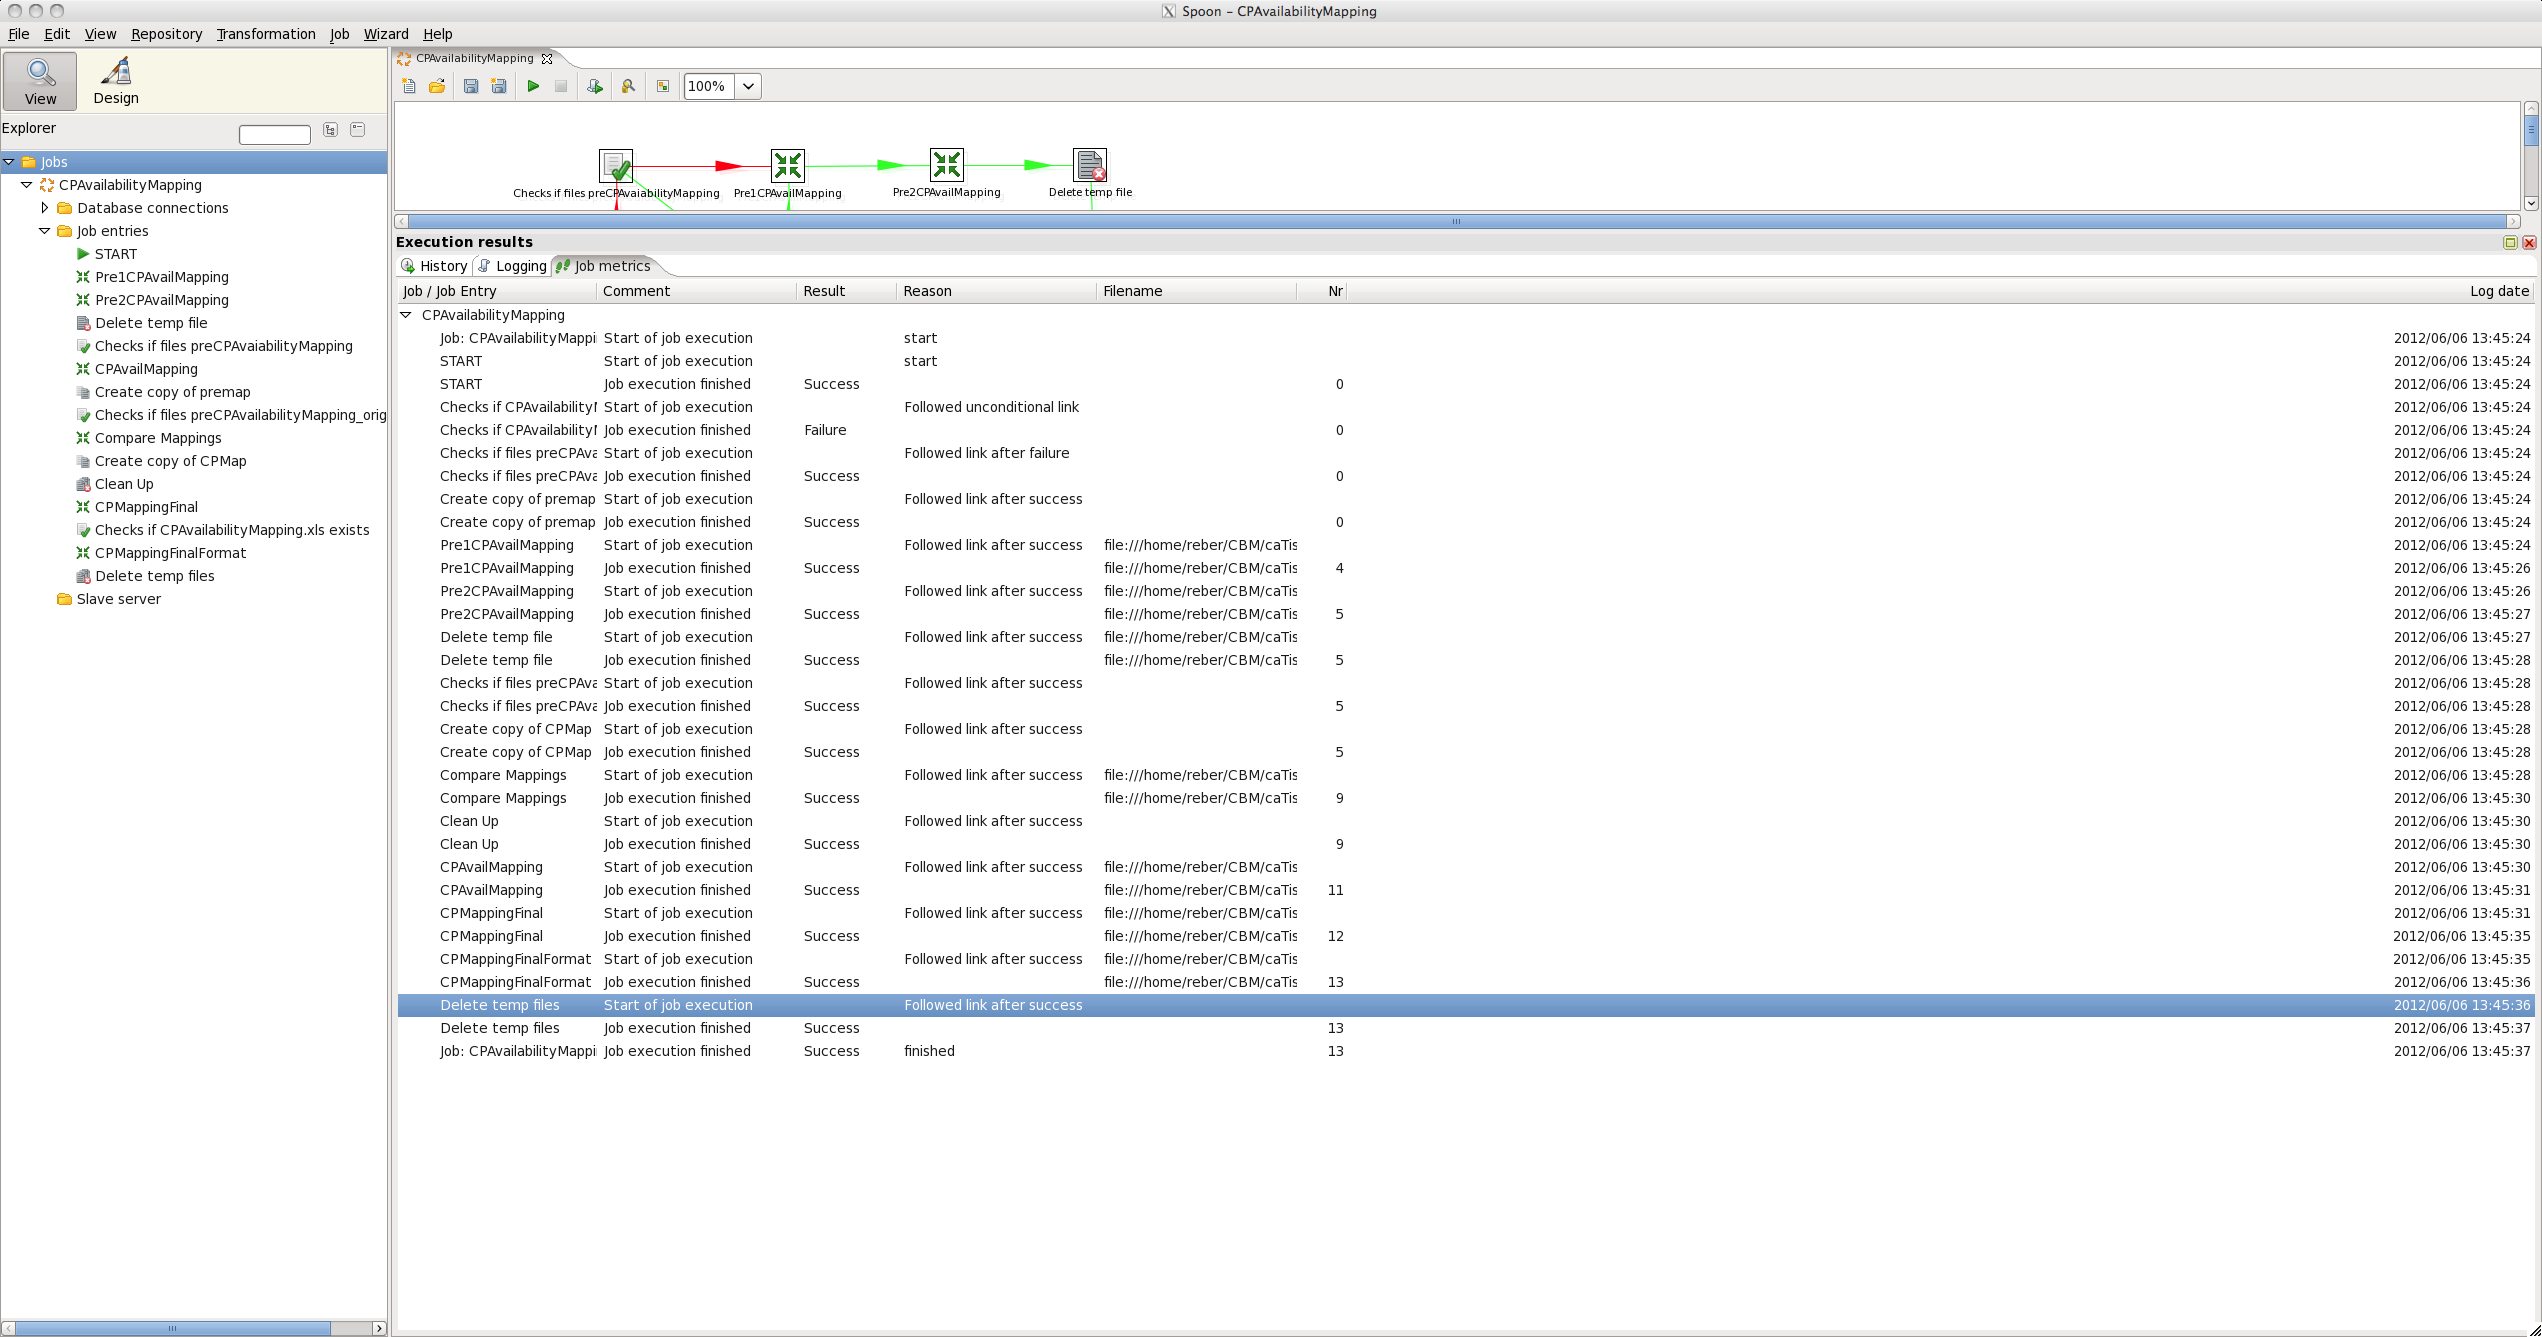 Spoon – CPAvailabilityMapping
File Edit View Repository Transformation Job Wizard Help
View Design
Explorer
Jobs
CPAvailabilityMapping
Database connections
Job entries
START
Pre1CPAvailMapping
Pre2CPAvailMapping
Delete temp file
Checks if files preCPAvaiabilityMapping
CPAvailMapping
Create copy of premap
Checks if files preCPAvailabilityMapping_orig
Compare Mappings
Create copy of CPMap
Clean Up
CPMappingFinal
Checks if CPAvailabilityMapping.xls exists
CPMappingFinalFormat
Delete temp files
Slave server
CPAvailabilityMapping
100%
Checks if files preCPAvaiabilityMapping Pre1CPAvailMapping Pre2CPAvailMapping Delete temp file
Execution results
History Logging Job metrics
Job / Job Entry Comment Result Reason Filename Nr Log date
CPAvailabilityMapping
Job: CPAvailabilityMappi Start of job execution start 2012/06/06 13:45:24
START Start of job execution start 2012/06/06 13:45:24
START Job execution finished Success 0 2012/06/06 13:45:24
Checks if CPAvailability Start of job execution Followed unconditional link 2012/06/06 13:45:24
Checks if CPAvailability Job execution finished Failure 0 2012/06/06 13:45:24
Checks if files preCPAva Start of job execution Followed link after failure 2012/06/06 13:45:24
Checks if files preCPAva Job execution finished Success 0 2012/06/06 13:45:24
Create copy of premap Start of job execution Followed link after success 2012/06/06 13:45:24
Create copy of premap Job execution finished Success 0 2012/06/06 13:45:24
Pre1CPAvailMapping Start of job execution Followed link after success file:///home/reber/CBM/caTis 2012/06/06 13:45:24
Pre1CPAvailMapping Job execution finished Success file:///home/reber/CBM/caTis 4 2012/06/06 13:45:26
Pre2CPAvailMapping Start of job execution Followed link after success file:///home/reber/CBM/caTis 2012/06/06 13:45:26
Pre2CPAvailMapping Job execution finished Success file:///home/reber/CBM/caTis 5 2012/06/06 13:45:27
Delete temp file Start of job execution Followed link after success file:///home/reber/CBM/caTis 2012/06/06 13:45:27
Delete temp file Job execution finished Success file:///home/reber/CBM/caTis 5 2012/06/06 13:45:28
Checks if files preCPAva Start of job execution Followed link after success 2012/06/06 13:45:28
Checks if files preCPAva Job execution finished Success 5 2012/06/06 13:45:28
Create copy of CPMap Start of job execution Followed link after success 2012/06/06 13:45:28
Create copy of CPMap Job execution finished Success 5 2012/06/06 13:45:28
Compare Mappings Start of job execution Followed link after success file:///home/reber/CBM/caTis 2012/06/06 13:45:28
Compare Mappings Job execution finished Success file:///home/reber/CBM/caTis 9 2012/06/06 13:45:30
Clean Up Start of job execution Followed link after success 2012/06/06 13:45:30
Clean Up Job execution finished Success 9 2012/06/06 13:45:30
CPAvailMapping Start of job execution Followed link after success file:///home/reber/CBM/caTis 2012/06/06 13:45:30
CPAvailMapping Job execution finished Success file:///home/reber/CBM/caTis 11 2012/06/06 13:45:31
CPMappingFinal Start of job execution Followed link after success file:///home/reber/CBM/caTis 2012/06/06 13:45:31
CPMappingFinal Job execution finished Success file:///home/reber/CBM/caTis 12 2012/06/06 13:45:35
CPMappingFinalFormat Start of job execution Followed link after success file:///home/reber/CBM/caTis 2012/06/06 13:45:35
CPMappingFinalFormat Job execution finished Success file:///home/reber/CBM/caTis 13 2012/06/06 13:45:36
Delete temp files Start of job execution Followed link after success 2012/06/06 13:45:36
Delete temp files Job execution finished Success 13 2012/06/06 13:45:37
Job: CPAvailabilityMappi Job execution finished Success finished 13 2012/06/06 13:45:37